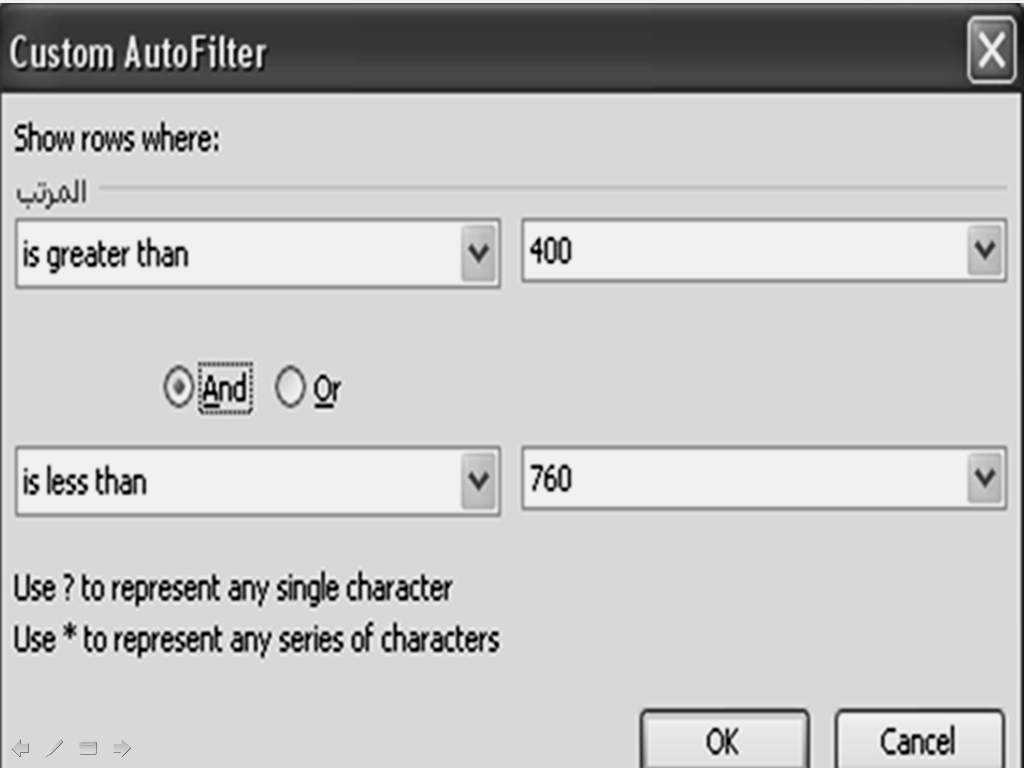 Custom AutoFilter
Show rows where:
المرتب
is greater than 400
And Or
is less than 760
Use ? to represent any single character
Use * to represent any series of characters
OK Cancel